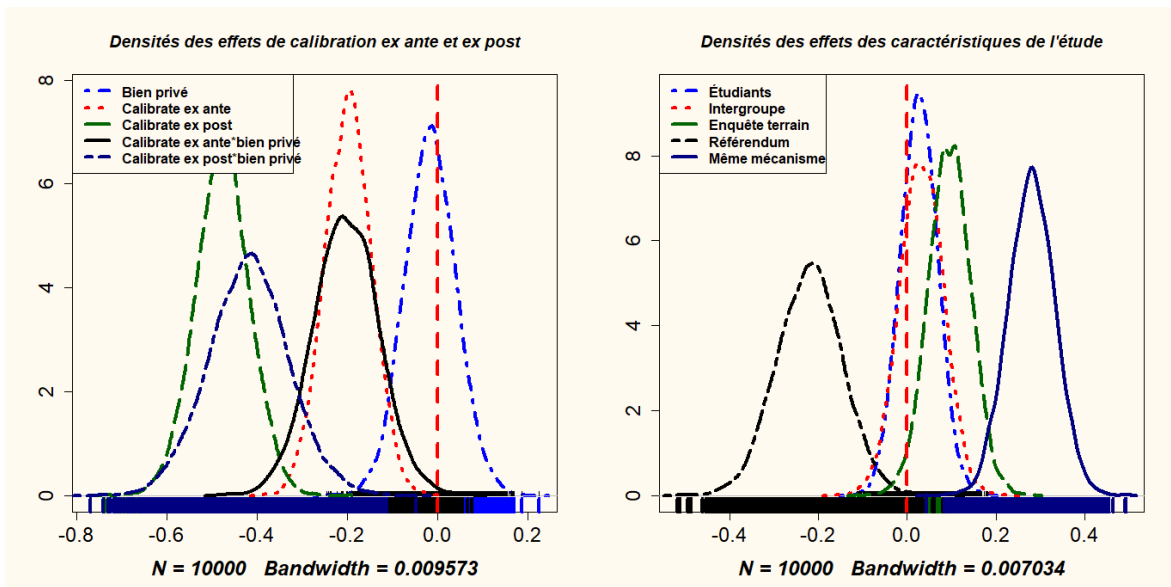 Densités des effets de calibration ex ante et ex post
8
6
4
2
0
Bien privé
Calibrate ex ante
Calibrate ex post
Calibrate ex ante*bien privé
Calibrate ex post*bien privé
-0.8 -0.6 -0.4 -0.2 0.0 0.2
N = 10000 Bandwidth = 0.009573
Densités des effets des caractéristiques de l'étude
8
6
4
2
0
Étudiants
Intergroupe
Enquête terrain
Référendum
Même mécanisme
-0.4 -0.2 0.0 0.2 0.4
N = 10000 Bandwidth = 0.007034